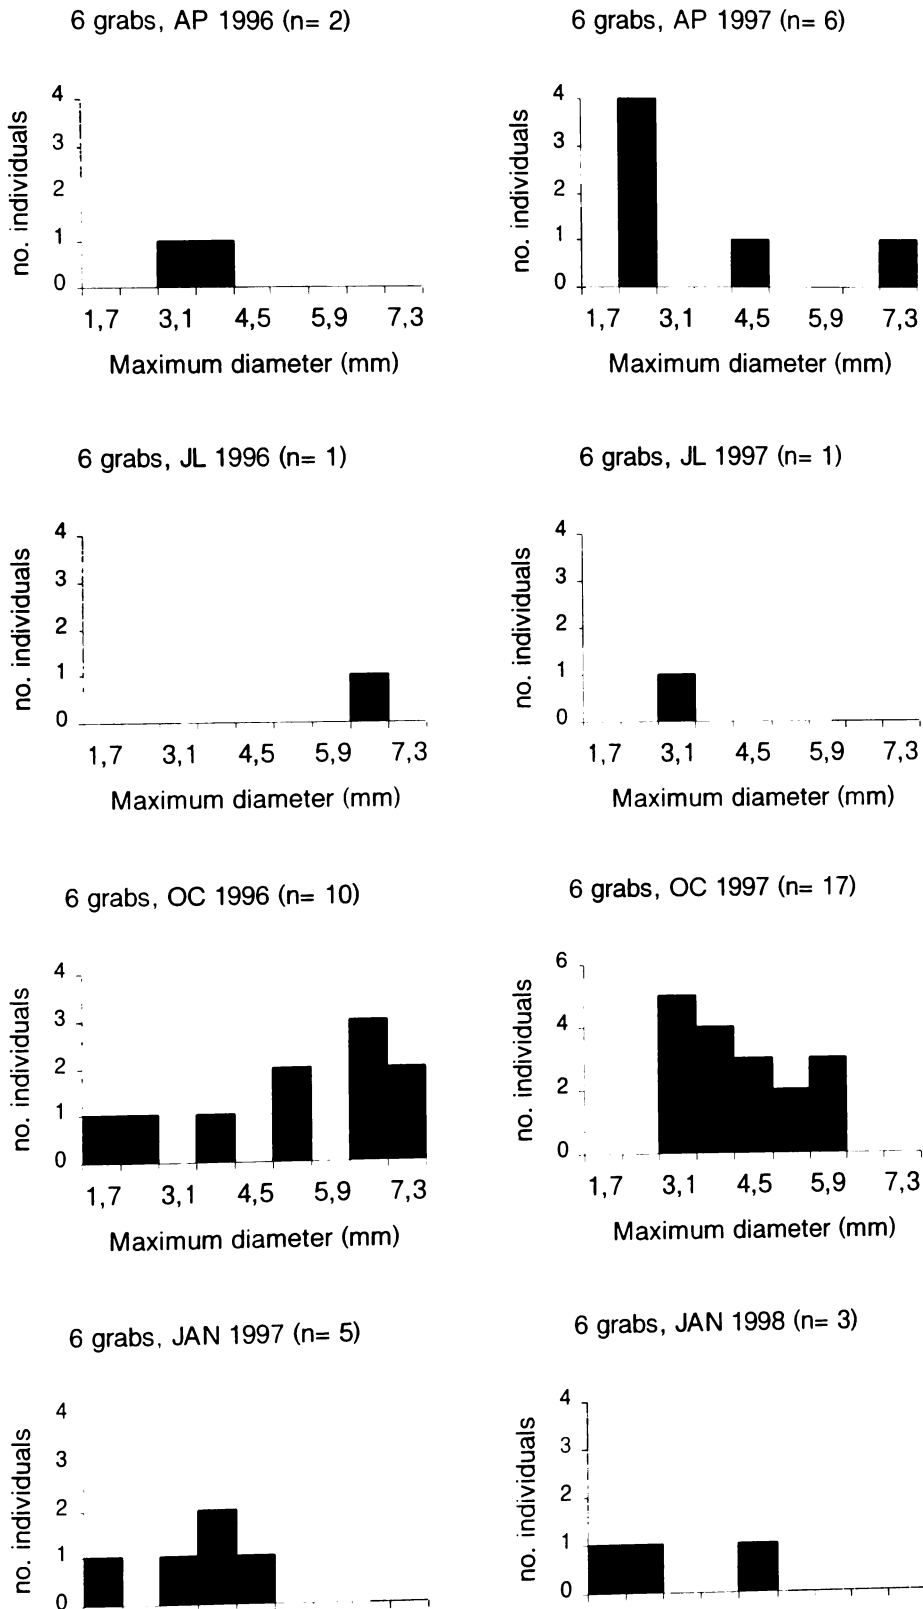 6 grabs, AP 1996 (n= 2)
no. individuals
4
3
2
1
0
1,7 3,1 4,5 5,9 7,3
Maximum diameter (mm)
6 grabs, AP 1997 (n= 6)
no. individuals
4
3
2
1
0
1,7 3,1 4,5 5,9 7,3
Maximum diameter (mm)
6 grabs, JL 1996 (n= 1)
no. individuals
4
3
2
1
0
1,7 3,1 4,5 5,9 7,3
Maximum diameter (mm)
6 grabs, JL 1997 (n= 1)
no. individuals
4
3
2
1
0
1,7 3,1 4,5 5,9 7,3
Maximum diameter (mm)
6 grabs, OC 1996 (n= 10)
no. individuals
4
3
2
1
0
1,7 3,1 4,5 5,9 7,3
Maximum diameter (mm)
6 grabs, OC 1997 (n= 17)
no. individuals
6
4
2
0
1,7 3,1 4,5 5,9 7,3
Maximum diameter (mm)
6 grabs, JAN 1997 (n= 5)
no. individuals
4
3
2
1
0
6 grabs, JAN 1998 (n= 3)
no. individuals
4
3
2
1
0